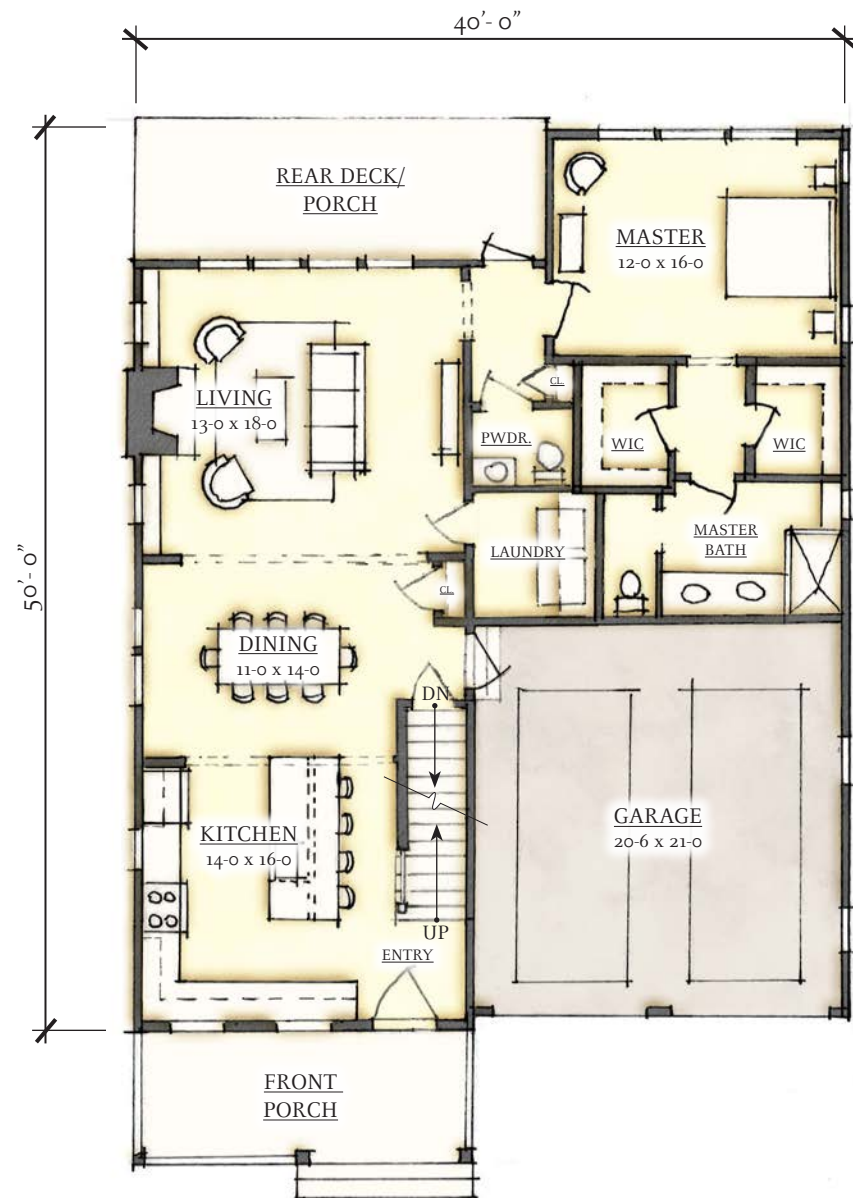 40'-0"
50'-0"
REAR DECK/
PORCH
MASTER
12-0 x 16-0
LIVING
13-0 x 18-0
CL.
PWDR.
WIC
WIC
LAUNDRY
MASTER
BATH
CL.
DINING
11-0 x 14-0
DN
KITCHEN
14-0 x 16-0
GARAGE
20-6 x 21-0
UP
ENTRY
FRONT
PORCH